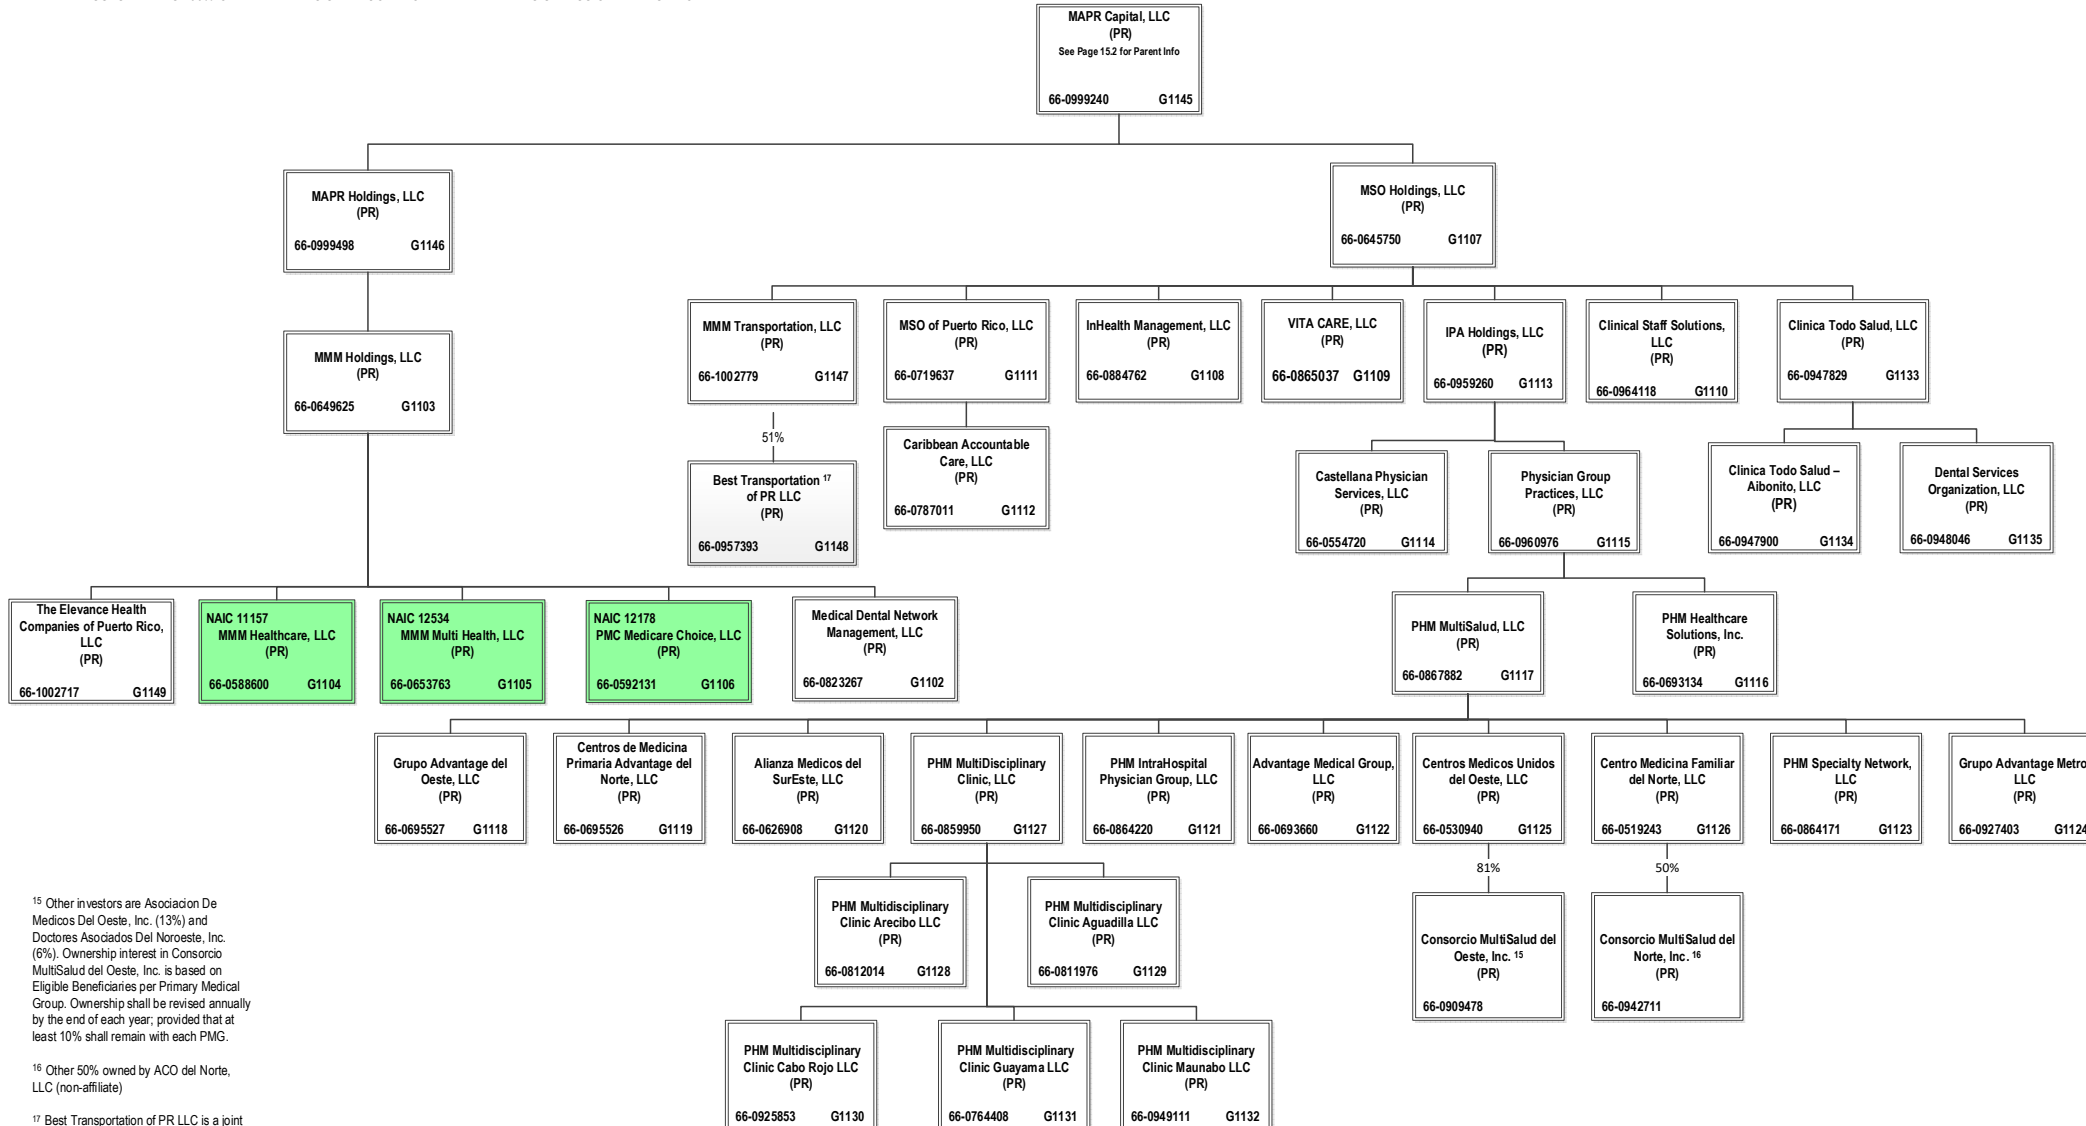 MAPR Capital, LLC
(PR)
See Page 15.2 for Parent Info
66-0999240 G1145
MAPR Holdings, LLC
(PR)
66-0999498 G1146
MSO Holdings, LLC
(PR)
66-0645750 G1107
MMM Holdings, LLC
(PR)
66-0649625 G1103
MMM Transportation, LLC
(PR)
66-1002779 G1147
MSO of Puerto Rico, LLC
(PR)
66-0719637 G1111
InHealth Management, LLC
(PR)
66-0884762 G1108
VITA CARE, LLC
(PR)
66-0865037 G1109
IPA Holdings, LLC
(PR)
66-0959260 G1113
Clinical Staff Solutions,
LLC
(PR)
66-0964118 G1110
Clinica Todo Salud, LLC
(PR)
66-0947829 G1133
51%
Best Transportation 17
of PR LLC
(PR)
66-0957393 G1148
Caribbean Accountable
Care, LLC
(PR)
66-0787011 G1112
Castellana Physician
Services, LLC
(PR)
66-0554720 G1114
Physician Group
Practices, LLC
(PR)
66-0960976 G1115
Clinica Todo Salud –
Aibonito, LLC
(PR)
66-0947900 G1134
Dental Services
Organization, LLC
(PR)
66-0948046 G1135
The Elevance Health
Companies of Puerto Rico,
LLC
(PR)
66-1002717 G1149
NAIC 11157
MMM Healthcare, LLC
(PR)
66-0588600 G1104
NAIC 12534
MMM Multi Health, LLC
(PR)
66-0653763 G1105
NAIC 12178
PMC Medicare Choice, LLC
(PR)
66-0592131 G1106
Medical Dental Network
Management, LLC
(PR)
66-0823267 G1102
PHM MultiSalud, LLC
(PR)
66-0867882 G1117
PHM Healthcare
Solutions, Inc.
(PR)
66-0693134 G1116
Grupo Advantage del
Oeste, LLC
(PR)
66-0695527 G1118
Centros de Medicina
Primaria Advantage del
Norte, LLC
(PR)
66-0695526 G1119
Alianza Medicos del
SurEste, LLC
(PR)
66-0626908 G1120
PHM MultiDisciplinary
Clinic, LLC
(PR)
66-0859950 G1127
PHM IntraHospital
Physician Group, LLC
(PR)
66-0864220 G1121
Advantage Medical Group,
LLC
(PR)
66-0693660 G1122
Centros Medicos Unidos
del Oeste, LLC
(PR)
66-0530940 G1125
Centro Medicina Familiar
del Norte, LLC
(PR)
66-0519243 G1126
PHM Specialty Network,
LLC
(PR)
66-0864171 G1123
Grupo Advantage Metro
LLC
(PR)
66-0927403 G1124
PHM Multidisciplinary
Clinic Arecibo LLC
(PR)
66-0812014 G1128
PHM Multidisciplinary
Clinic Aguadilla LLC
(PR)
66-0811976 G1129
81%
Consorcio MultiSalud del
Oeste, Inc. 15
(PR)
66-0909478
50%
Consorcio MultiSalud del
Norte, Inc. 16
(PR)
66-0942711
PHM Multidisciplinary
Clinic Cabo Rojo LLC
(PR)
66-0925853 G1130
PHM Multidisciplinary
Clinic Guayama LLC
(PR)
66-0764408 G1131
PHM Multidisciplinary
Clinic Maunabo LLC
(PR)
66-0949111 G1132
15 Other investors are Asociacion De
Medicos Del Oeste, Inc. (13%) and
Doctores Asociados Del Noroeste, Inc.
(6%). Ownership interest in Consorcio
MultiSalud del Oeste, Inc. is based on
Eligible Beneficiaries per Primary Medical
Group. Ownership shall be revised annually
by the end of each year; provided that at
least 10% shall remain with each PMG.
16 Other 50% owned by ACO del Norte,
LLC (non-affiliate)
17 Best Transportation of PR LLC is a joint